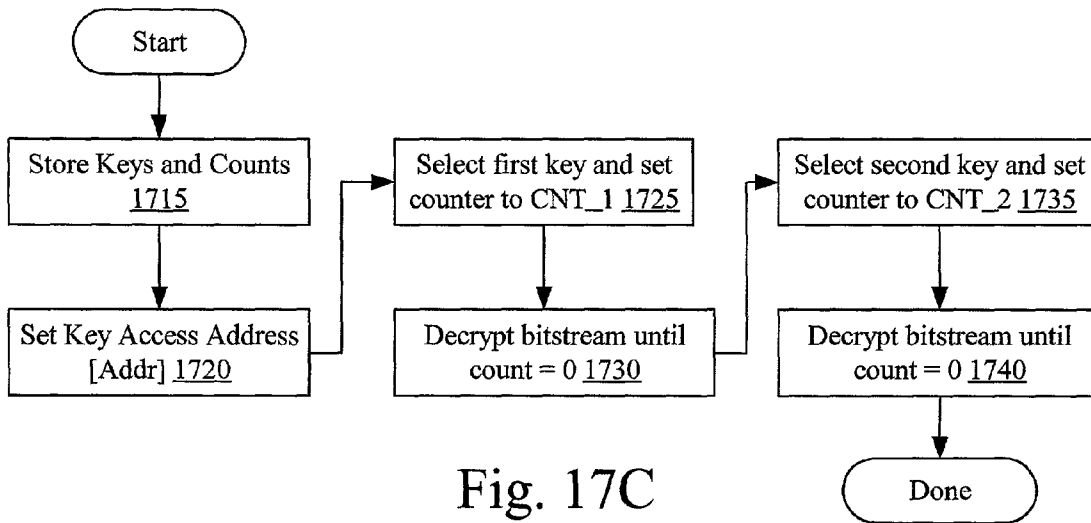 Start
Store Keys and Counts
1715
Set Key Access Address
[Addr] 1720
Select first key and set
counter to CNT_1 1725
Decrypt bitstream until
count = 0 1730
Select second key and set
counter to CNT_2 1735
Decrypt bitstream until
count = 0 1740
Done
Fig. 17C